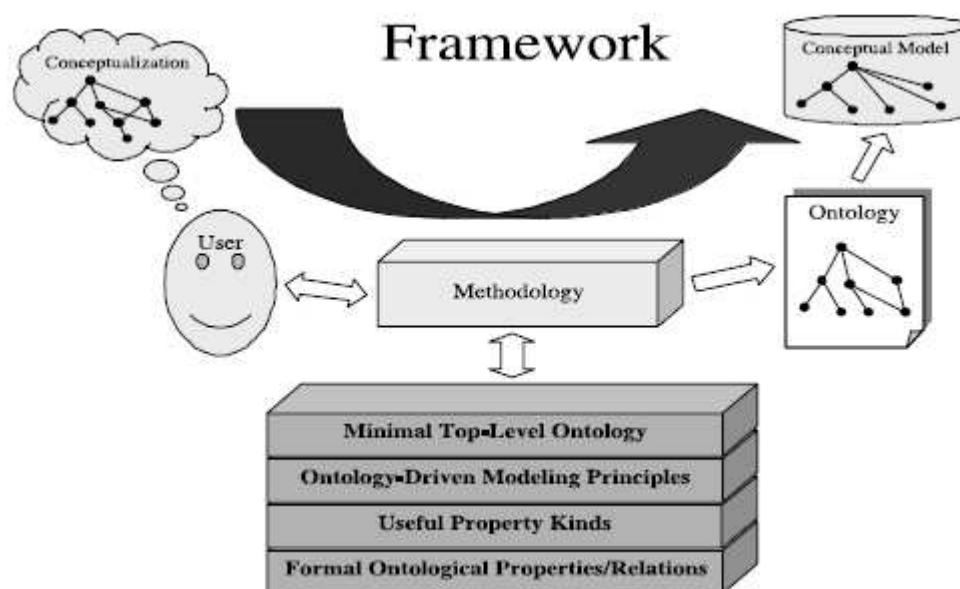 Framework
Conceptualization
Conceptual Model
User
Methodology
Ontology
Minimal Top-Level Ontology
Ontology-Driven Modeling Principles
Useful Property Kinds
Formal Ontological Properties/Relations